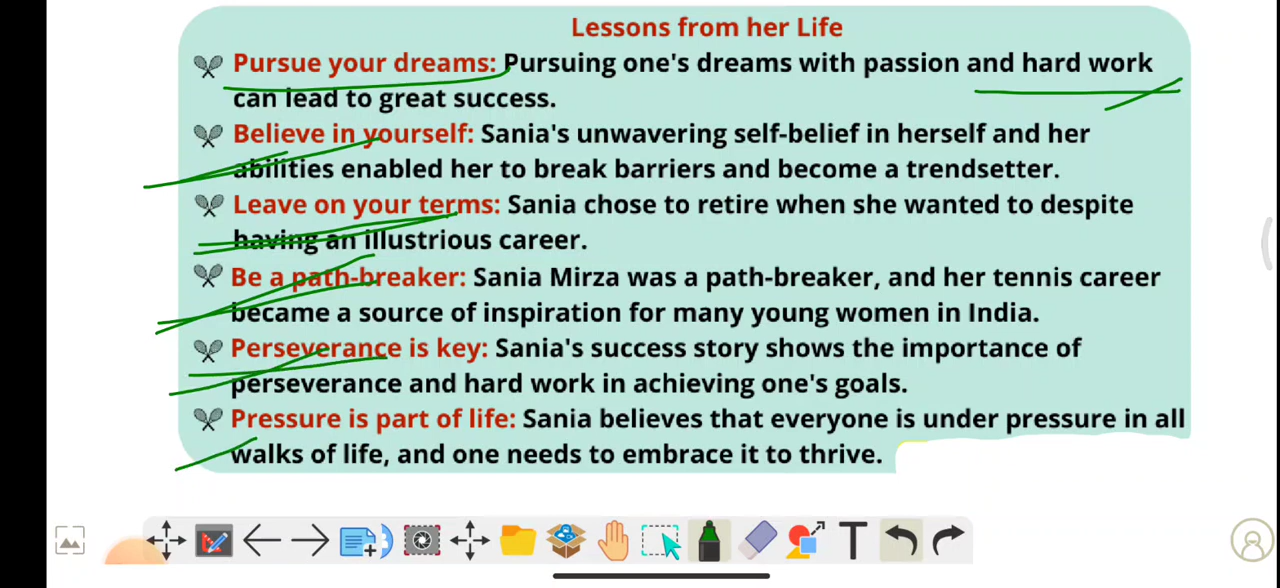 Lessons from her Life
Pursue your dreams: Pursuing one's dreams with passion and hard work
can lead to great success.
Believe in yourself: Sania's unwavering self-belief in herself and her
abilities enabled her to break barriers and become a trendsetter.
Leave on your terms: Sania chose to retire when she wanted to despite
having an illustrious career.
Be a path-breaker: Sania Mirza was a path-breaker, and her tennis career
became a source of inspiration for many young women in India.
Perseverance is key: Sania's success story shows the importance of
perseverance and hard work in achieving one's goals.
Pressure is part of life: Sania believes that everyone is under pressure in all
walks of life, and one needs to embrace it to thrive.
T